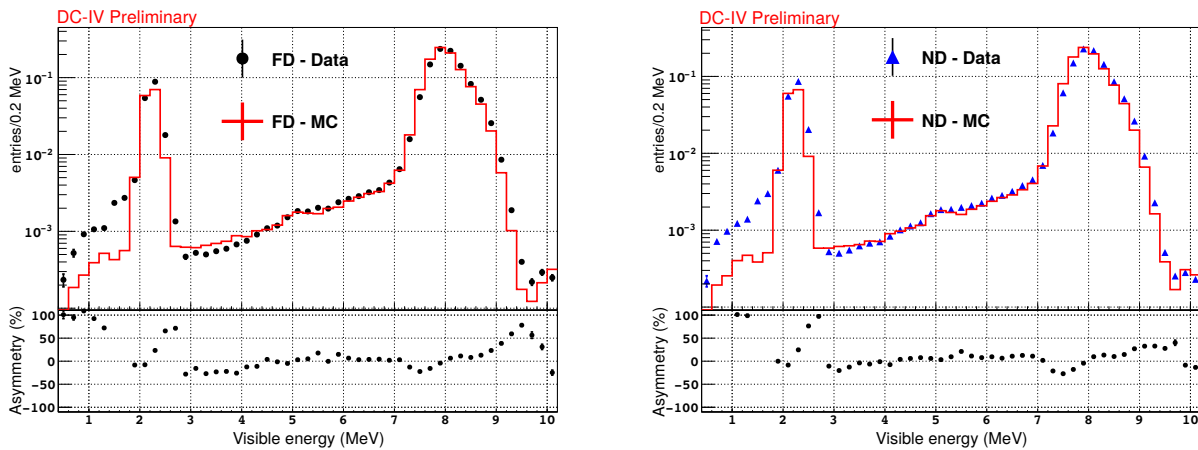 DC-IV Preliminary
entries/0.2 MeV
10⁻¹
10⁻²
10⁻³
FD - Data
FD - MC
Asymmetry (%)
100
50
0
−50
−100
1 2 3 4 5 6 7 8 9 10
Visible energy (MeV)
DC-IV Preliminary
entries/0.2 MeV
10⁻¹
10⁻²
10⁻³
ND - Data
ND - MC
Asymmetry (%)
100
50
0
−50
−100
1 2 3 4 5 6 7 8 9 10
Visible energy (MeV)